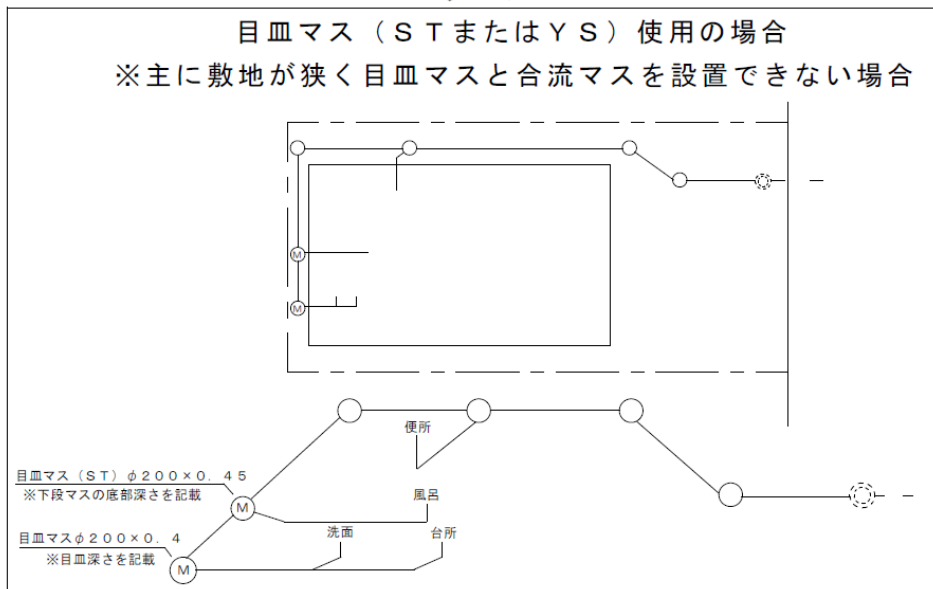 目皿マス（ＳＴまたはＹＳ）使用の場合
※主に敷地が狭く目皿マスと合流マスを設置できない場合
M
M
便所
目皿マス（ＳＴ）φ２００×０．４５
※下段マスの底部深さを記載
M
風呂
目皿マスφ２００×０．４
※目皿深さを記載
洗面
台所
M